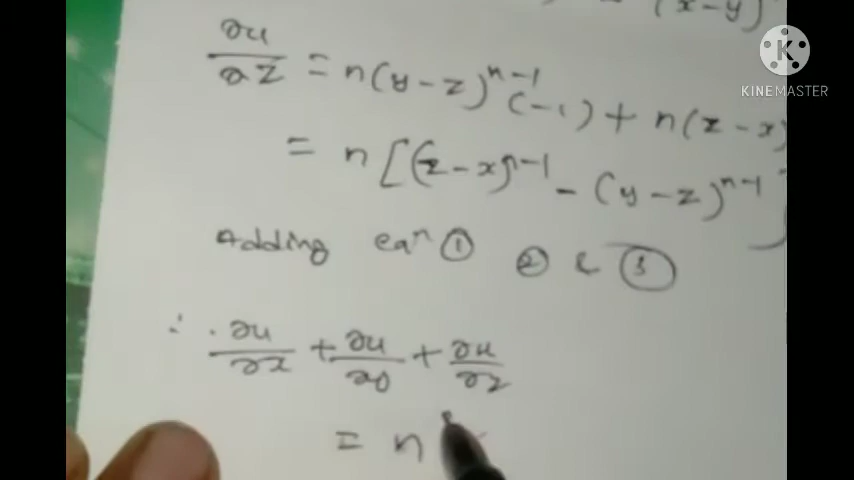 (x-y)
∂u/∂z = n(y-z)^n-1 (-1) + n(z-x)
= n[(z-x)^n-1 - (y-z)^n-1]
Adding eqn ① ② & ③
∴ ∂u/∂x + ∂u/∂y + ∂u/∂z
= n
K
KINEMASTER